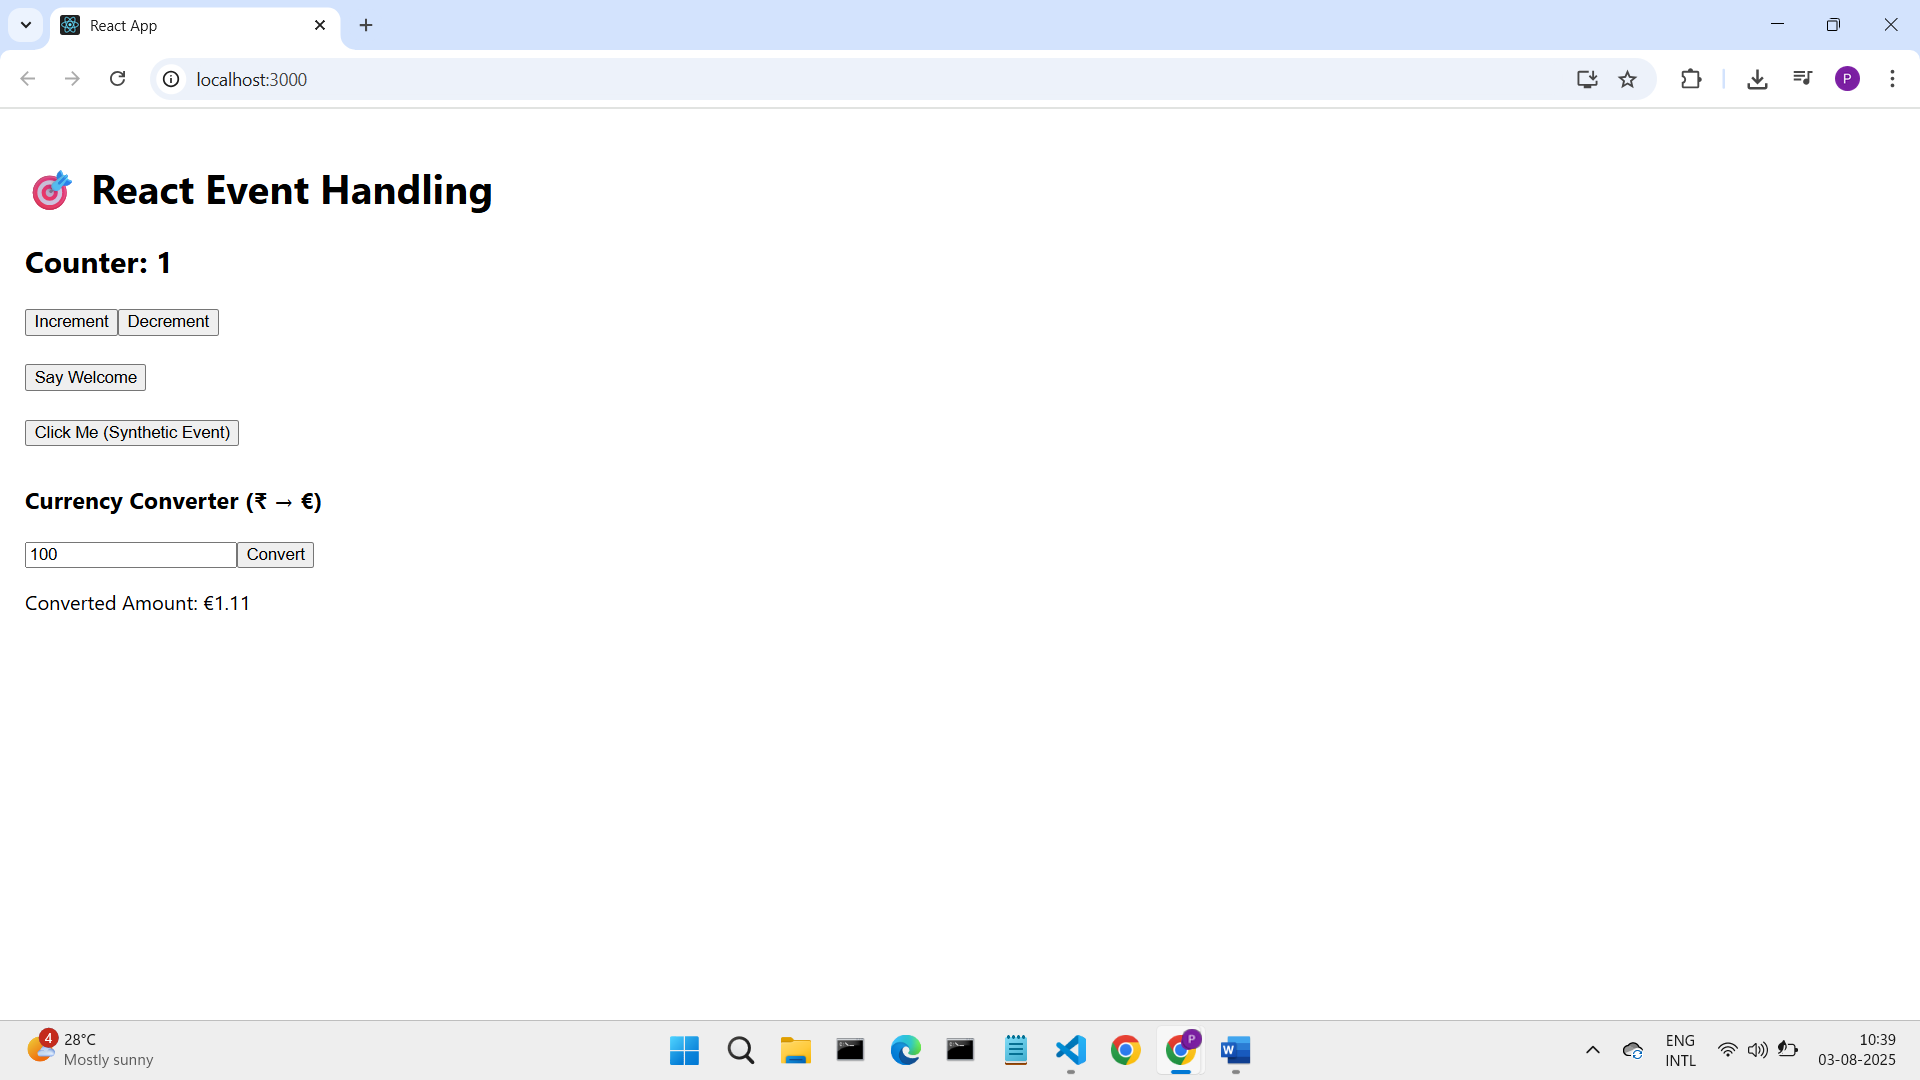 React App
localhost:3000
P
React Event Handling
Counter: 1
Increment Decrement
Say Welcome
Click Me (Synthetic Event)
Currency Converter (₹ → €)
100 Convert
Converted Amount: €1.11
4
28°C
Mostly sunny
P
W
ENG
INTL
10:39
03-08-2025